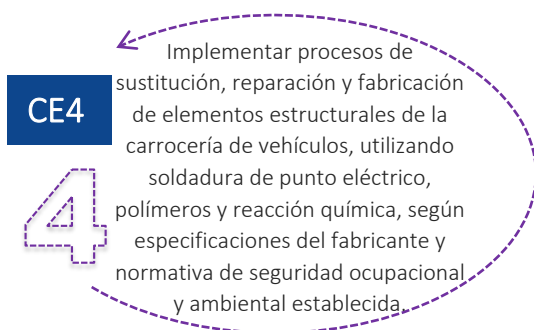 CE4
4
Implementar procesos de
sustitución, reparación y fabricación
de elementos estructurales de la
carrocería de vehículos, utilizando
soldadura de punto eléctrico,
polímeros y reacción química, según
especificaciones del fabricante y
normativa de seguridad ocupacional
y ambiental establecida.